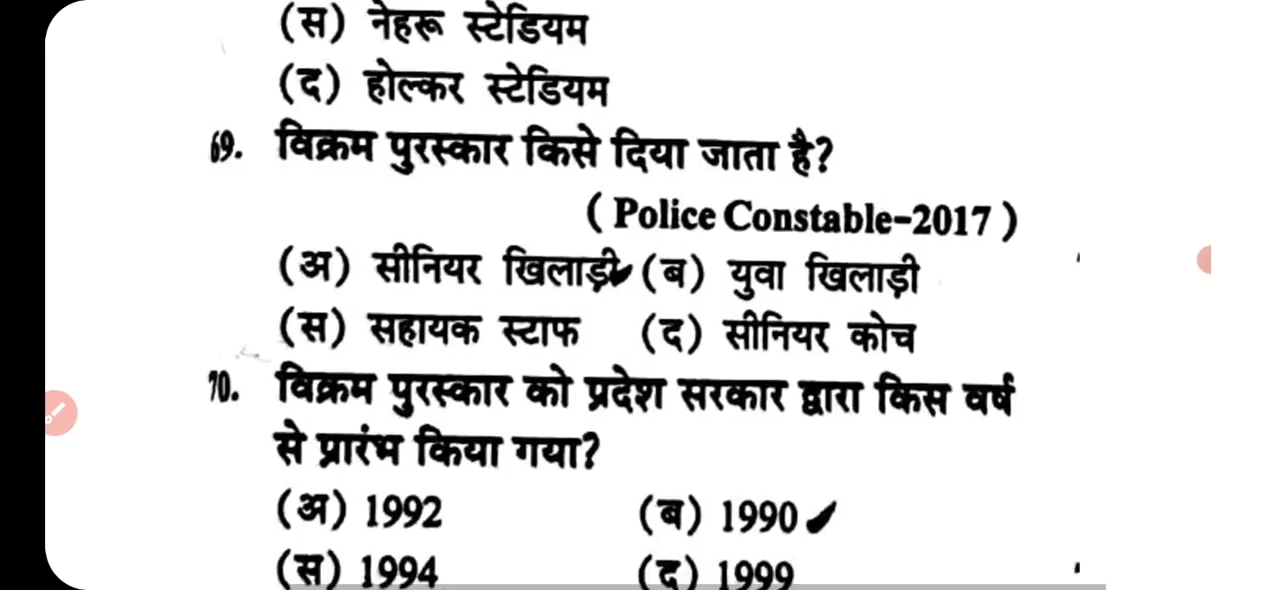 (स) नेहरू स्टेडियम
(द) होल्कर स्टेडियम
69. विक्रम पुरस्कार किसे दिया जाता है?
( Police Constable-2017 )
(अ) सीनियर खिलाड़ी (ब) युवा खिलाड़ी
(स) सहायक स्टाफ (द) सीनियर कोच
70. विक्रम पुरस्कार को प्रदेश सरकार द्वारा किस वर्ष
से प्रारंभ किया गया?
(अ) 1992 (ब) 1990
(स) 1994 (द) 1999